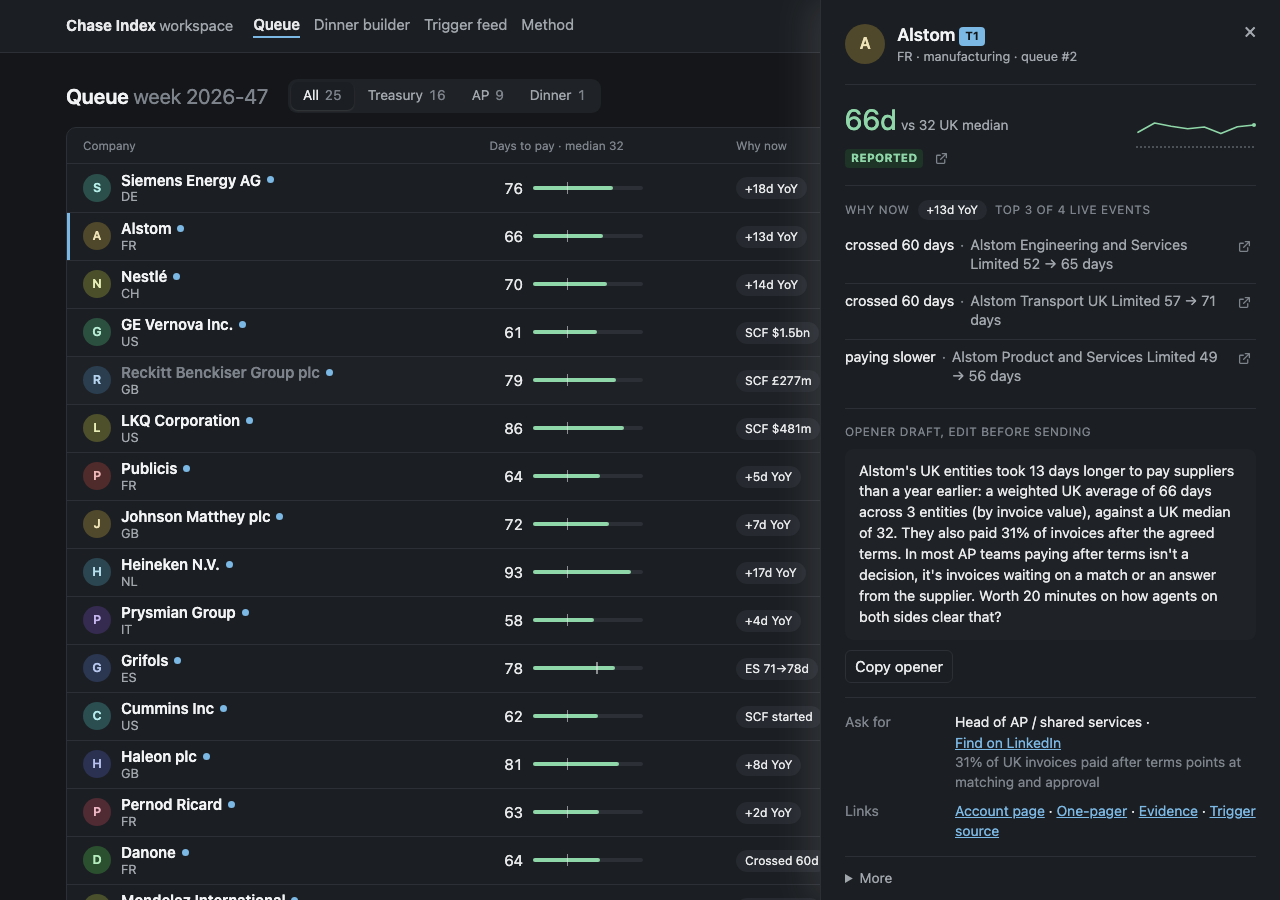 Chase Index workspace Queue Dinner builder Trigger feed Method
Queue week 2026-47 All 25 Treasury 16 AP 9 Dinner 1
Company Days to pay · median 32 Why now
S Siemens Energy AG 76 +18d YoY
DE
A Alstom 66 +13d YoY
FR
N Nestlé 70 +14d YoY
CH
G GE Vernova Inc. 61 SCF $1.5bn
US
R Reckitt Benckiser Group plc 79 SCF £277m
GB
L LKQ Corporation 86 SCF $481m
US
P Publicis 64 +5d YoY
FR
J Johnson Matthey plc 72 +7d YoY
GB
H Heineken N.V. 93 +17d YoY
NL
P Prysmian Group 58 +4d YoY
IT
G Grifols 78 ES 71→78d
ES
C Cummins Inc 62 SCF started
US
H Haleon plc 81 +8d YoY
GB
P Pernod Ricard 63 +2d YoY
FR
D Danone 64 Crossed 60d
FR
Mondelez International
A Alstom T1 ✕
FR · manufacturing · queue #2
66d vs 32 UK median
REPORTED
WHY NOW +13d YoY TOP 3 OF 4 LIVE EVENTS
crossed 60 days · Alstom Engineering and Services
Limited 52 → 65 days
crossed 60 days · Alstom Transport UK Limited 57 → 71
days
paying slower · Alstom Product and Services Limited 49
→ 56 days
OPENER DRAFT, EDIT BEFORE SENDING
Alstom's UK entities took 13 days longer to pay suppliers
than a year earlier: a weighted UK average of 66 days
across 3 entities (by invoice value), against a UK median
of 32. They also paid 31% of invoices after the agreed
terms. In most AP teams paying after terms isn't a
decision, it's invoices waiting on a match or an answer
from the supplier. Worth 20 minutes on how agents on
both sides clear that?
Copy opener
Ask for Head of AP / shared services ·
Find on LinkedIn
31% of UK invoices paid after terms points at
matching and approval
Links Account page · One-pager · Evidence · Trigger
source
▶ More